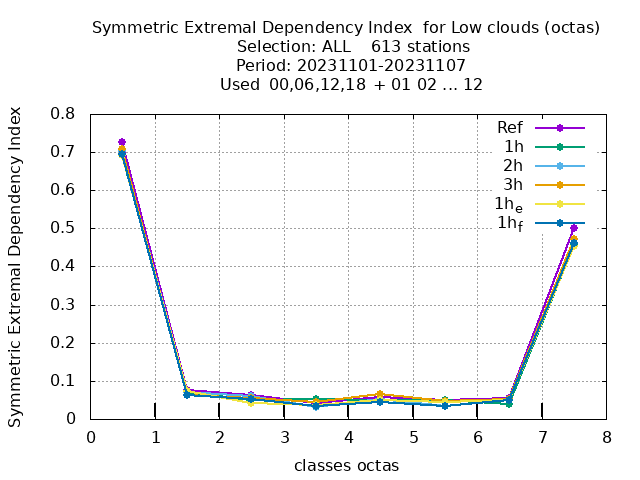 Symmetric Extremal Dependency Index  for Low clouds (octas)
Selection: ALL    613 stations
Period: 20231101-20231107
Used  00,06,12,18  + 01 02 ... 12
Symmetric Extremal Dependency Index
0.8
0.7
0.6
0.5
0.4
0.3
0.2
0.1
0
Ref
1h
2h
3h
1he
1hf
0 1 2 3 4 5 6 7 8
classes octas